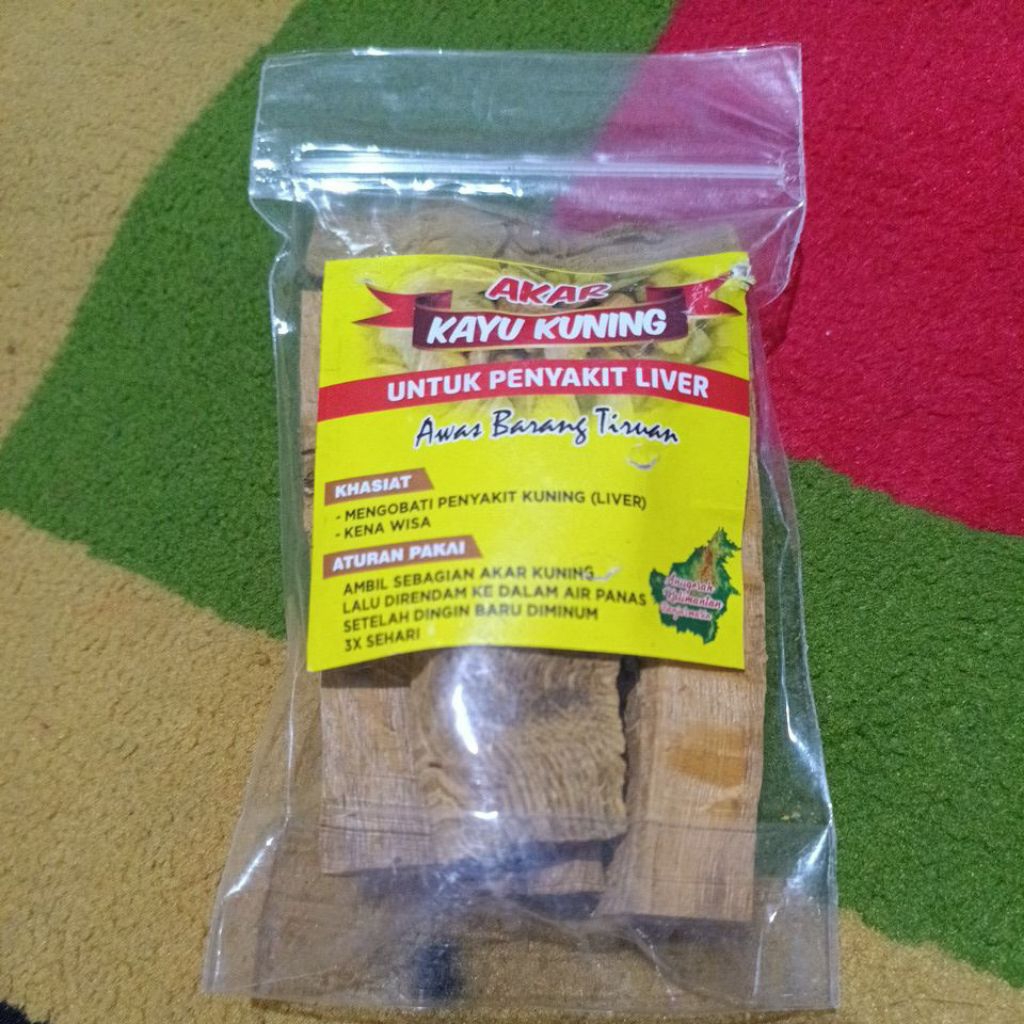 AKAR
KAYU KUNING
UNTUK PENYAKIT LIVER
Awas Barang Tiruan
KHASIAT
- MENGOBATI PENYAKIT KUNING (LIVER)
- KENA WISA
ATURAN PAKAI
AMBIL SEBAGIAN AKAR KUNING
LALU DIRENDAM KE DALAM AIR PANAS
SETELAH DINGIN BARU DIMINUM
3X SEHARI